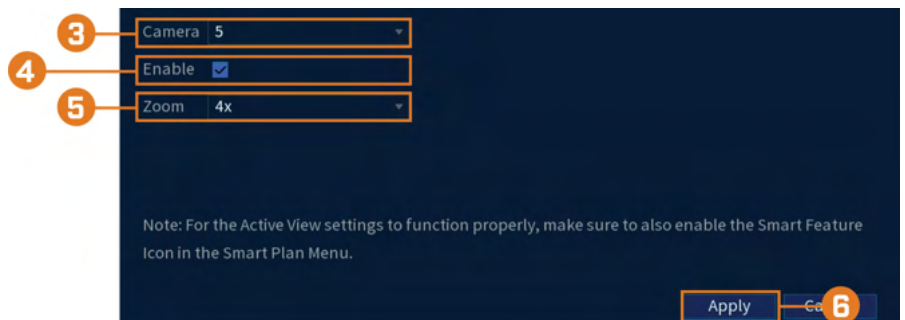 3 Camera 5
4 Enable
5 Zoom 4x
Note: For the Active View settings to function properly, make sure to also enable the Smart Feature
Icon in the Smart Plan Menu.
Apply 6